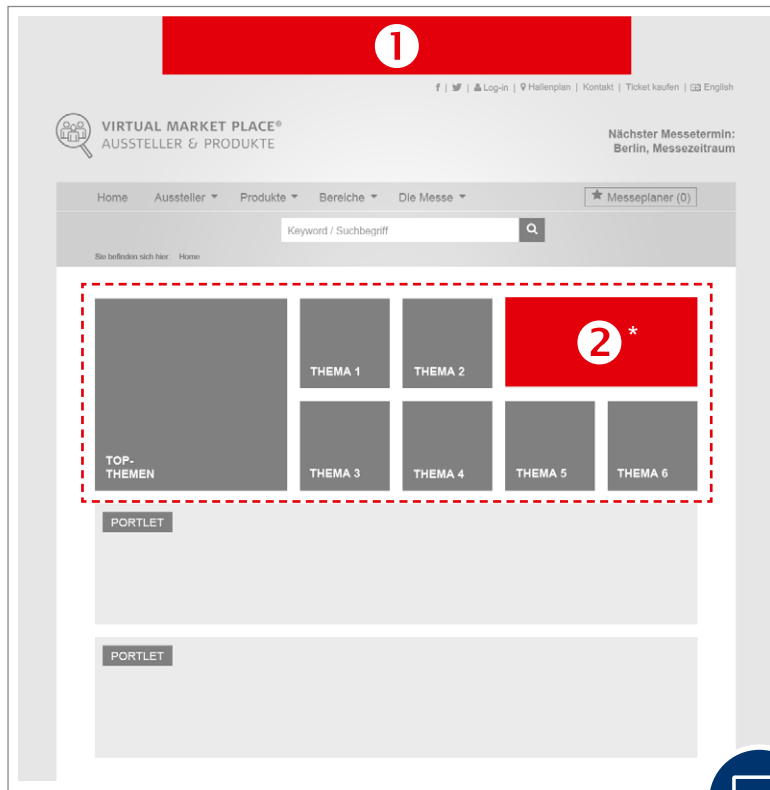 1
f | | Log-in | Hallenplan | Kontakt | Ticket kaufen | English
VIRTUAL MARKET PLACE®
AUSSTELLER & PRODUKTE
Nächster Messetermin:
Berlin, Messezeitraum
Home Aussteller Produkte Bereiche Die Messe Messeplaner (0)
Keyword / Suchbegriff
Sie befinden sich hier: Home
2*
THEMA 1 THEMA 2
TOP-
THEMEN THEMA 3 THEMA 4 THEMA 5 THEMA 6
PORTLET
PORTLET